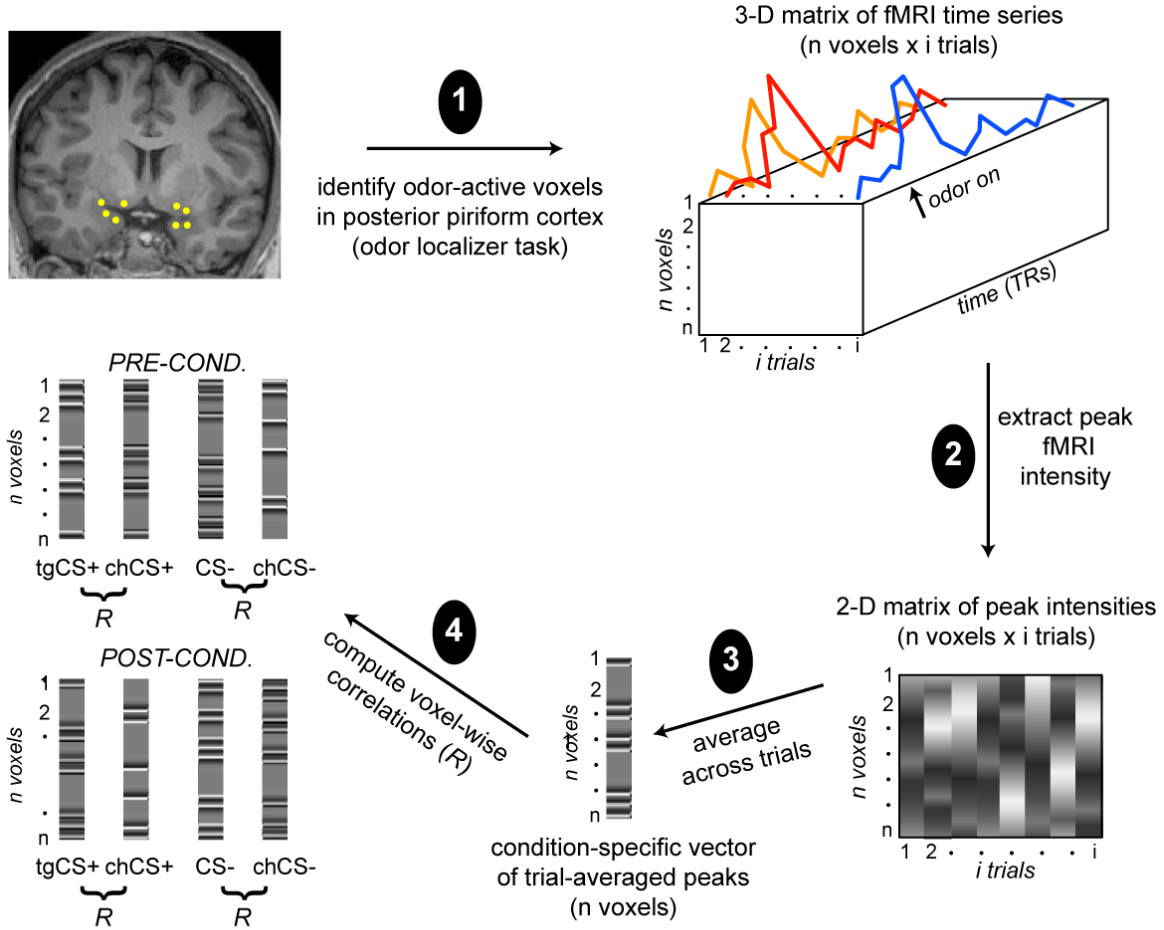 3-D matrix of fMRI time series
(n voxels x i trials)
1
identify odor-active voxels
in posterior piriform cortex
(odor localizer task)
odor on
1
2
n
n voxels
time (TRs)
1 2 i
i trials
2
extract peak
fMRI
intensity
2-D matrix of peak intensities
(n voxels x i trials)
1
2
n
n voxels
1 2 i
i trials
3
average
across trials
1
2
n
n voxels
condition-specific vector
of trial-averaged peaks
(n voxels)
4
compute voxel-wise
correlations (R)
PRE-COND.
1
2
n
n voxels
tgCS+ chCS+ CS- chCS-
R R
POST-COND.
1
2
n
n voxels
tgCS+ chCS+ CS- chCS-
R R